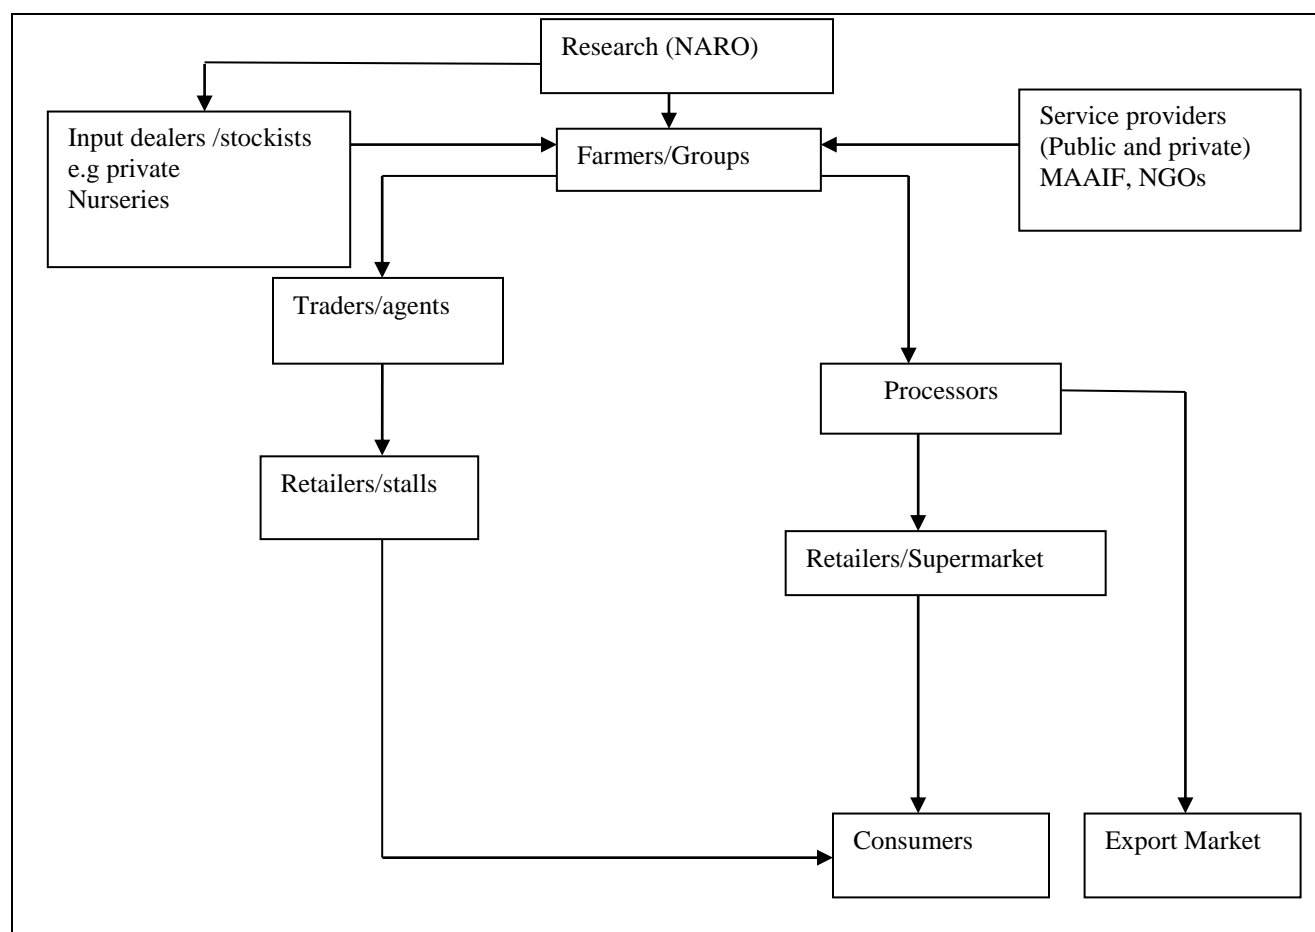 Research (NARO)
Input dealers /stockists
e.g private
Nurseries
Farmers/Groups
Service providers
(Public and private)
MAAIF, NGOs
Traders/agents
Processors
Retailers/stalls
Retailers/Supermarket
Consumers
Export Market